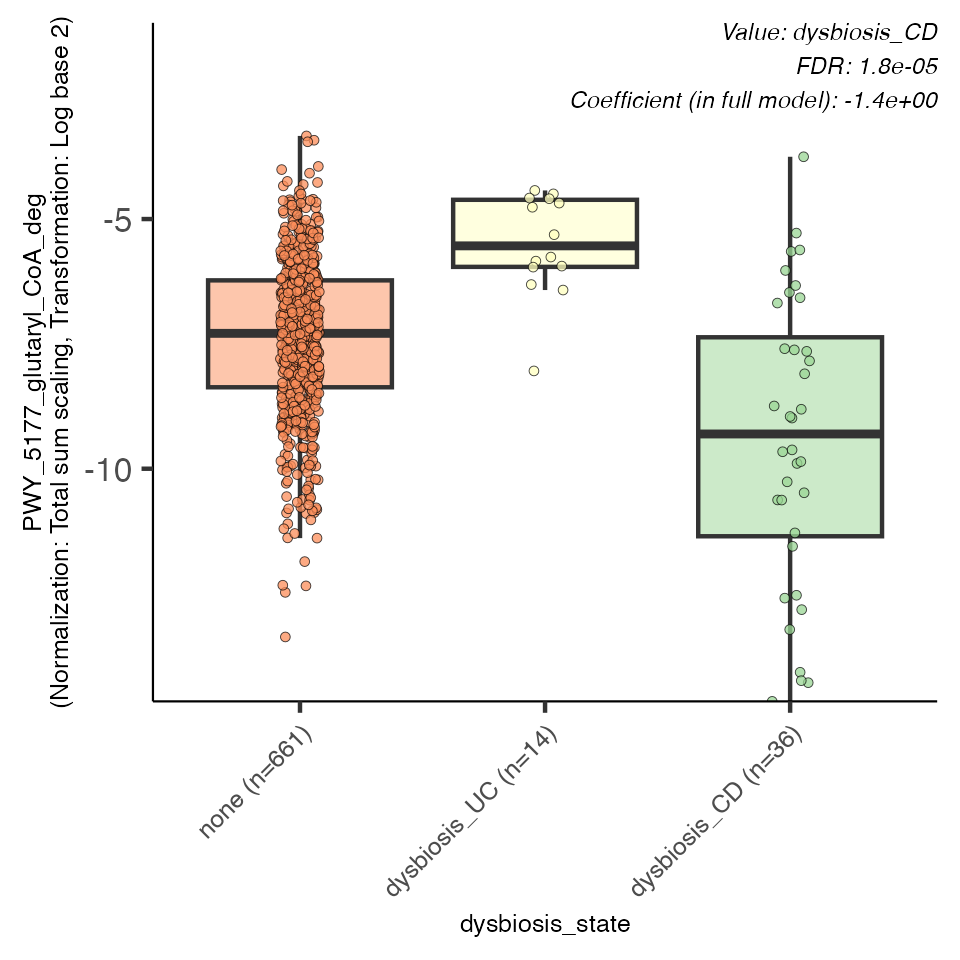 Value: dysbiosis_CD
FDR: 1.8e-05
Coefficient (in full model): -1.4e+00
PWY_5177_glutaryl_CoA_deg
(Normalization: Total sum scaling, Transformation: Log base 2)
-5
-10
none (n=661)
dysbiosis_UC (n=14)
dysbiosis_CD (n=36)
dysbiosis_state